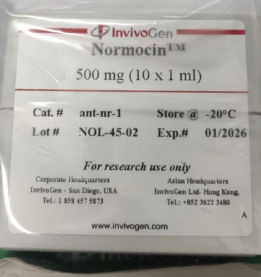 InvivoGen
Normocin™
500 mg (10 x 1 ml)
Cat. # ant-nr-1 Store @ -20°C
Lot # NOL-45-02 Exp.# 01/2026
For research use only
Corporate Headquarters Asian Headquarters
InvivoGen - San Diego, USA InvivoGen Ltd- Hong Kong,
Tel.: 1 858 457 5873 Tel.: +852 3622 3480
A
www.invivogen.com